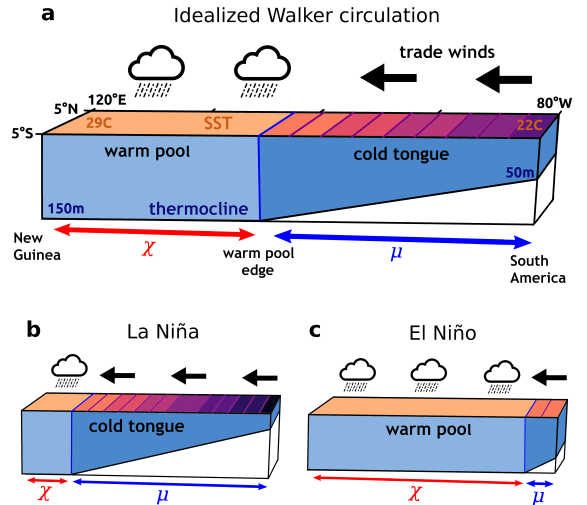 a
Idealized Walker circulation
trade winds
120°E
5°N
80°W
29C
SST
22C
5°S
warm pool
cold tongue
50m
150m
thermocline
New
Guinea
χ
warm pool
edge
μ
South
America
b
La Niña
cold tongue
χ
μ
c
El Niño
warm pool
χ
μ